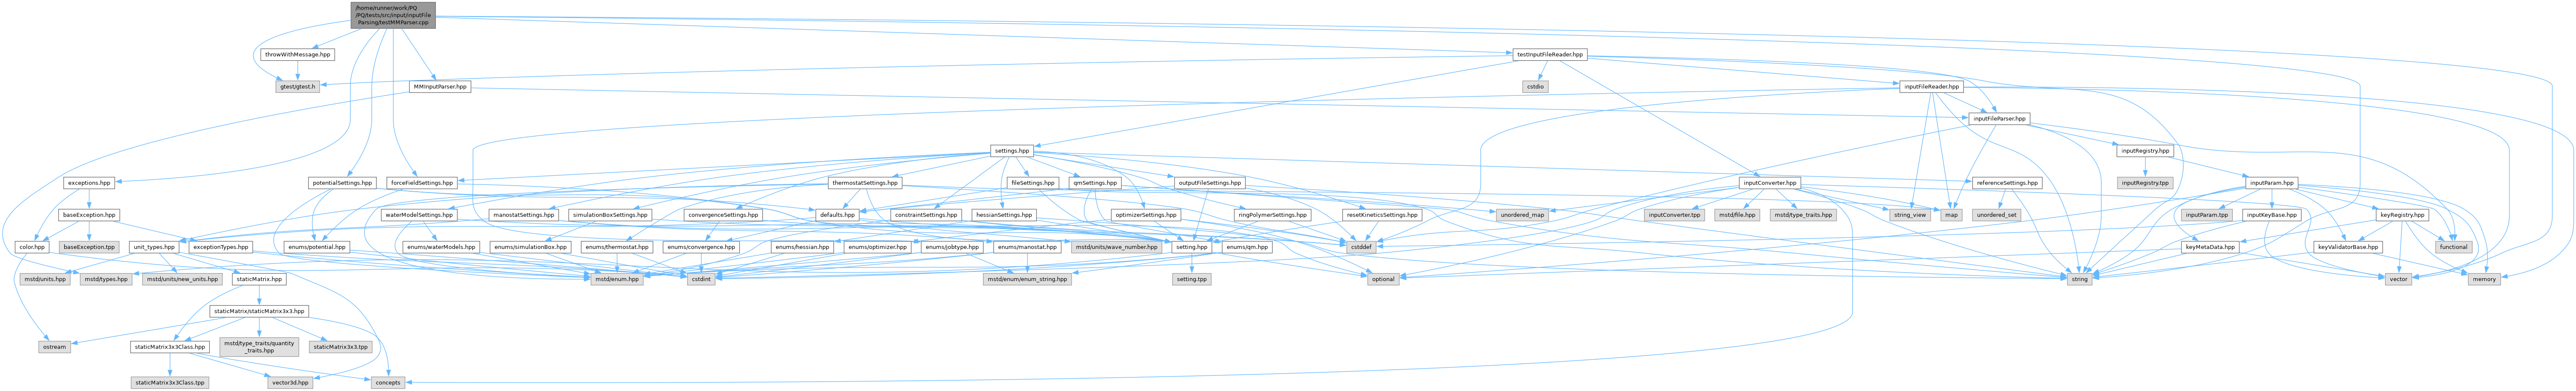 /home/runner/work/PQ
/PQ/tests/src/input/inputFile
Parsing/testMMParser.cpp
throwWithMessage.hpp
testInputFileReader.hpp
gtest/gtest.h
MMInputParser.hpp
cstdio
inputFileReader.hpp
inputFileParser.hpp
settings.hpp
inputRegistry.hpp
exceptions.hpp
potentialSettings.hpp
forceFieldSettings.hpp
thermostatSettings.hpp
fileSettings.hpp
qmSettings.hpp
outputFileSettings.hpp
inputConverter.hpp
referenceSettings.hpp
inputRegistry.tpp
inputParam.hpp
baseException.hpp
waterModelSettings.hpp
manostatSettings.hpp
simulationBoxSettings.hpp
convergenceSettings.hpp
defaults.hpp
constraintSettings.hpp
hessianSettings.hpp
optimizerSettings.hpp
ringPolymerSettings.hpp
resetKineticsSettings.hpp
unordered_map
inputConverter.tpp
mstd/file.hpp
mstd/type_traits.hpp
string_view
map
unordered_set
inputParam.tpp
inputKeyBase.hpp
keyRegistry.hpp
color.hpp
baseException.tpp
unit_types.hpp
exceptionTypes.hpp
enums/potential.hpp
enums/waterModels.hpp
enums/simulationBox.hpp
enums/thermostat.hpp
enums/convergence.hpp
enums/hessian.hpp
enums/optimizer.hpp
enums/jobtype.hpp
enums/manostat.hpp
mstd/units/wave_number.hpp
setting.hpp
enums/qm.hpp
cstddef
keyMetaData.hpp
keyValidatorBase.hpp
functional
mstd/units.hpp
mstd/types.hpp
mstd/units/new_units.hpp
staticMatrix.hpp
mstd/enum.hpp
cstdint
mstd/enum/enum_string.hpp
setting.tpp
optional
string
vector
memory
staticMatrix/staticMatrix3x3.hpp
ostream
staticMatrix3x3Class.hpp
mstd/type_traits/quantity
_traits.hpp
staticMatrix3x3.tpp
staticMatrix3x3Class.tpp
vector3d.hpp
concepts